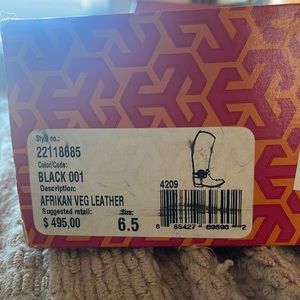 Style no.:
22118685
Color/Code:
BLACK 001
Description:
AFRIKAN VEG LEATHER
Suggested retail:
$ 495,00
Size:
6.5
4209